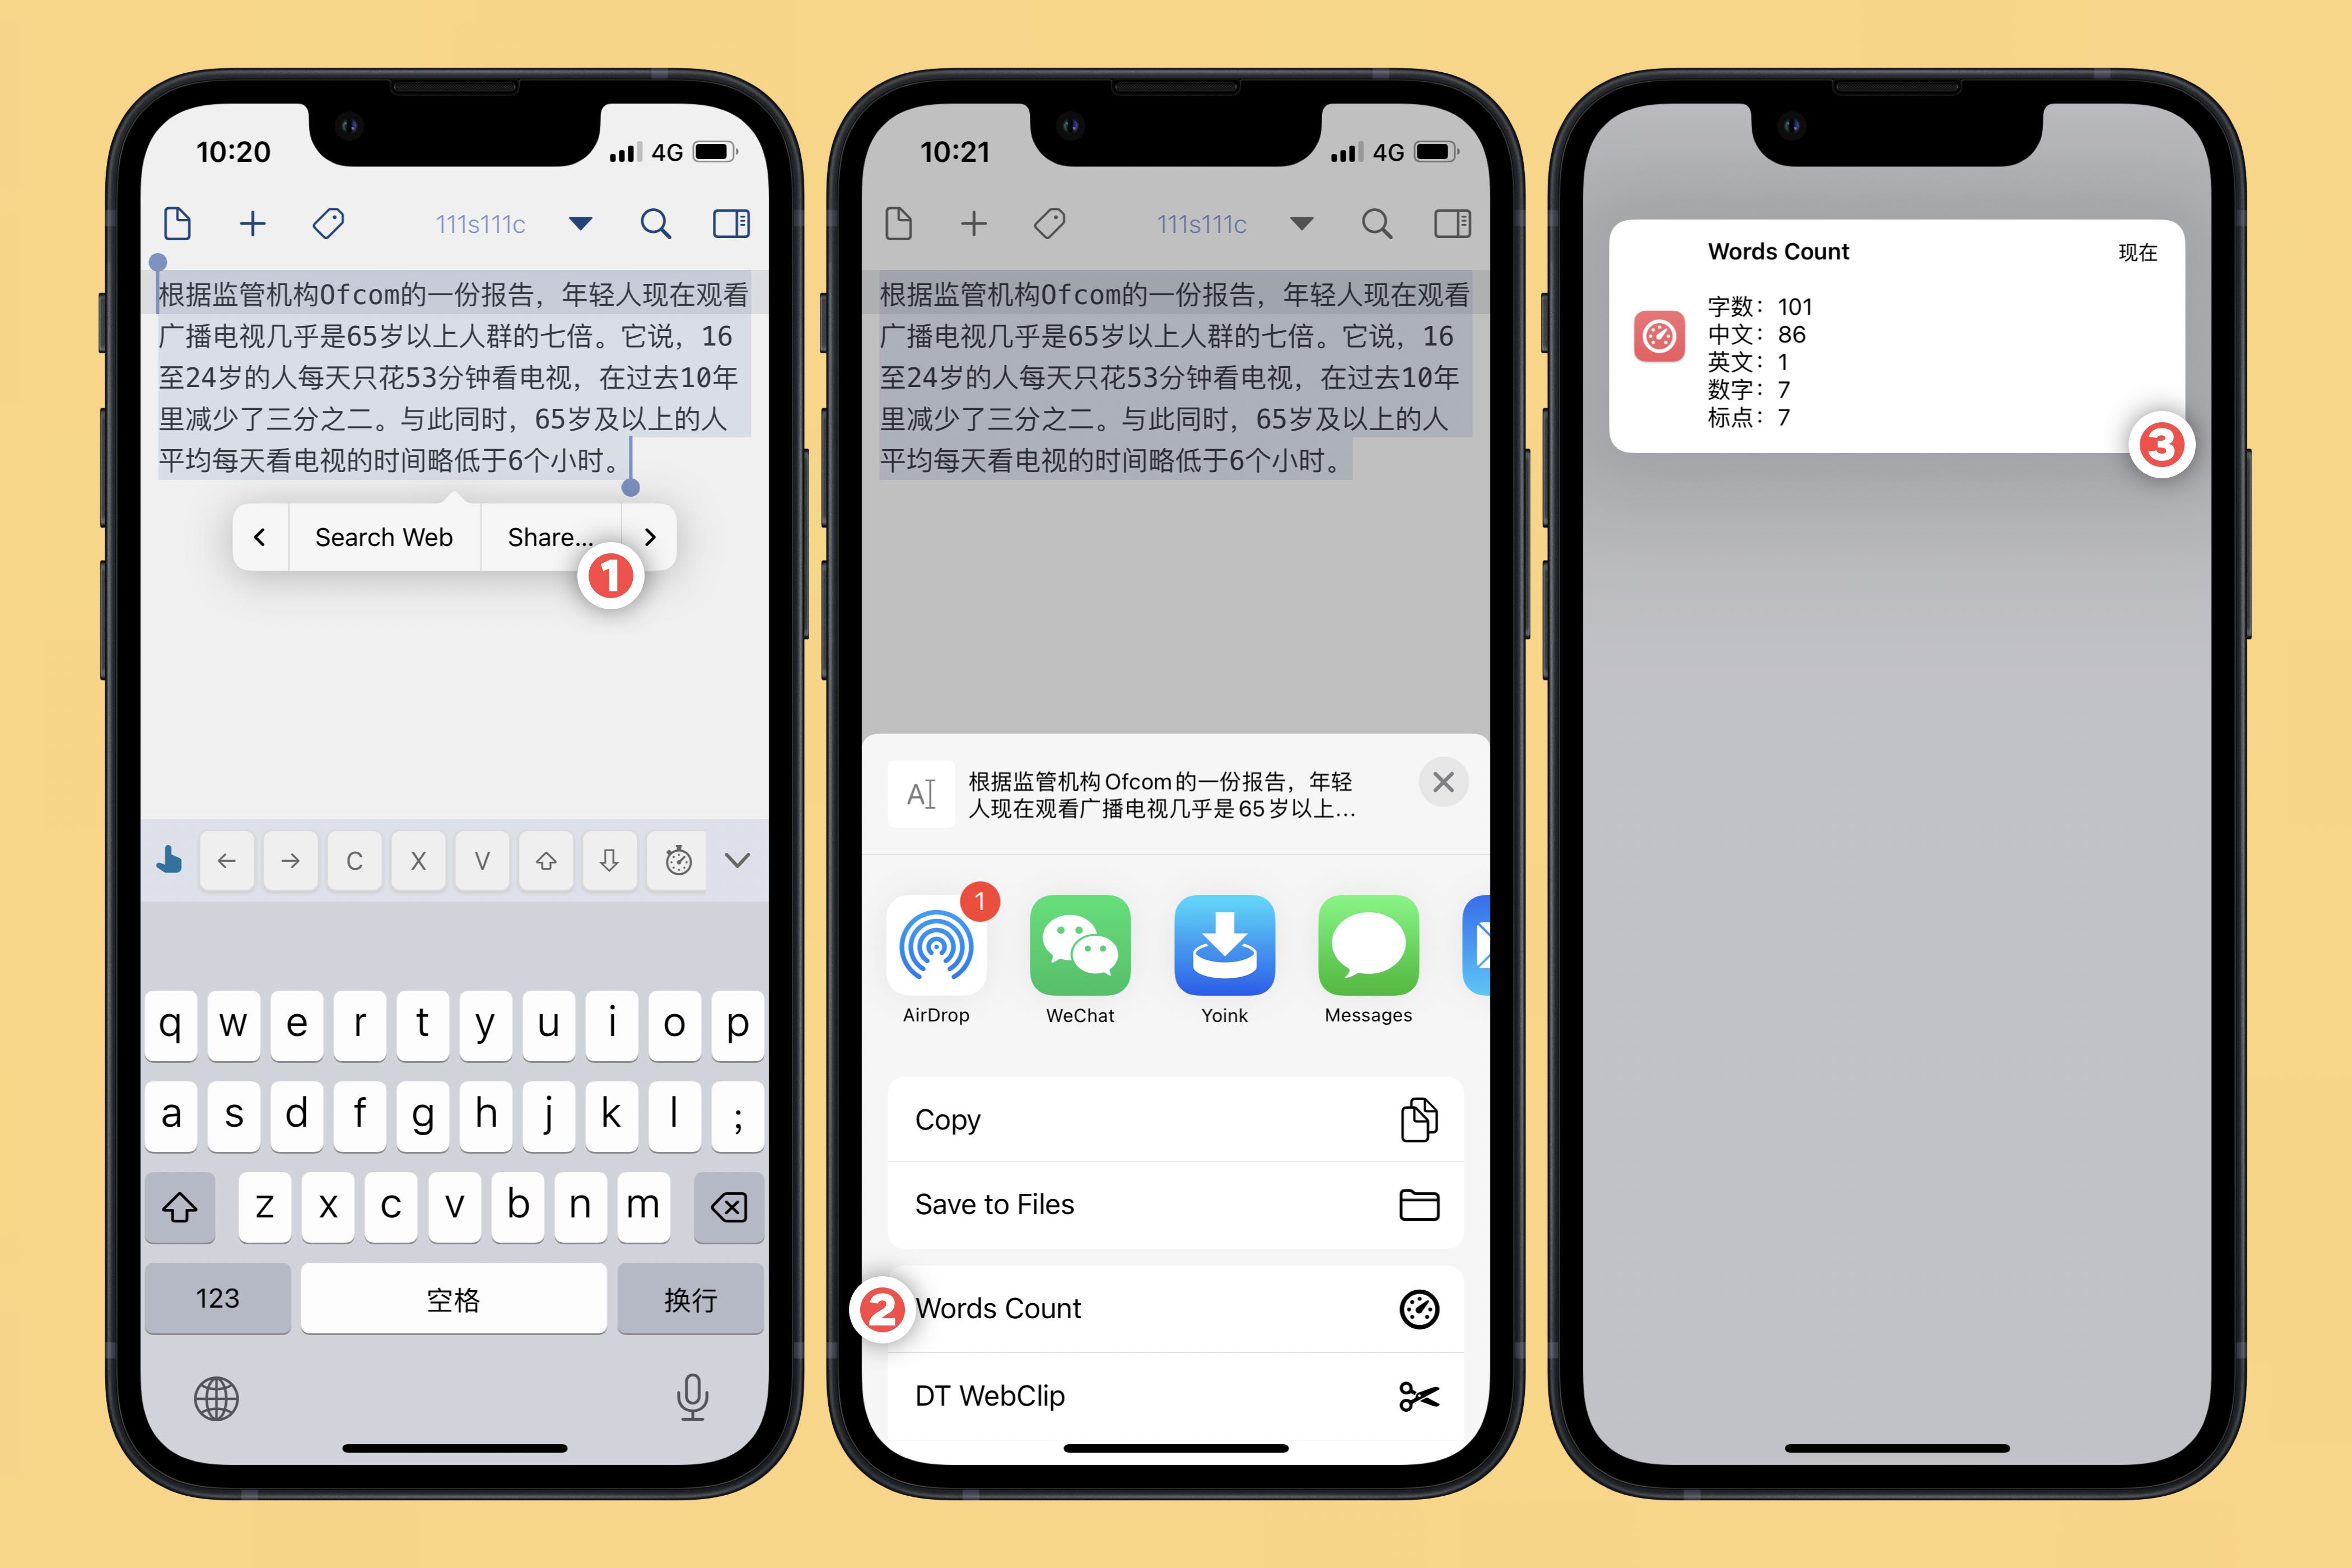 10:20
4G
111s111c
根据监管机构Ofcom的一份报告，年轻人现在观看
广播电视几乎是65岁以上人群的七倍。它说，16
至24岁的人每天只花53分钟看电视，在过去10年
里减少了三分之二。与此同时，65岁及以上的人
平均每天看电视的时间略低于6个小时。
Search Web
Share...
1
C X V
q w e r t y u i o p
a s d f g h j k l ;
z x c v b n m
123
空格
换行
10:21
4G
111s111c
根据监管机构Ofcom的一份报告，年轻人现在观看
广播电视几乎是65岁以上人群的七倍。它说，16
至24岁的人每天只花53分钟看电视，在过去10年
里减少了三分之二。与此同时，65岁及以上的人
平均每天看电视的时间略低于6个小时。
A
根据监管机构Ofcom的一份报告，年轻
人现在观看广播电视几乎是65岁以上...
1
AirDrop
WeChat
Yoink
Messages
Copy
Save to Files
2
Words Count
DT WebClip
Words Count
现在
字数：101
中文：86
英文：1
数字：7
标点：7
3